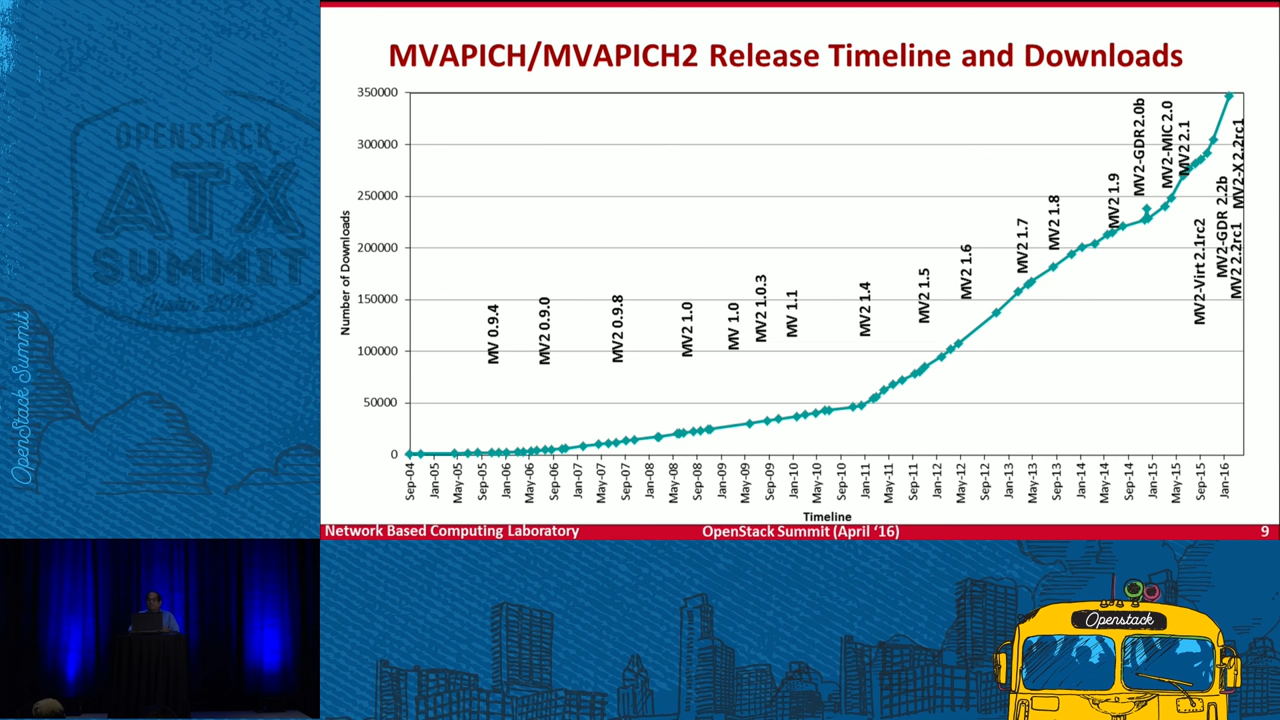 OPENSTACK
ATX
SUMMIT
Austin
OpenStack Summit
MVAPICH/MVAPICH2 Release Timeline and Downloads
Number of Downloads
350000
300000
250000
200000
150000
100000
50000
0
MV 0.9.4
MV2 0.9.0
MV2 0.9.8
MV2 1.0
MV 1.0
MV2 1.0.3
MV 1.1
MV2 1.4
MV2 1.5
MV2 1.6
MV2 1.7
MV2 1.8
MV2 1.9
MV2-GDR 2.0b
MV2-MIC 2.0
MV2 2.1
MV2-Virt 2.1rc2
MV2-GDR 2.2b
MV2 2.2rc1
MV2-X 2.2rc1
Sep-04
Jan-05
May-05
Sep-05
Jan-06
May-06
Sep-06
Jan-07
May-07
Sep-07
Jan-08
May-08
Sep-08
Jan-09
May-09
Sep-09
Jan-10
May-10
Sep-10
Jan-11
May-11
Sep-11
Jan-12
May-12
Sep-12
Jan-13
May-13
Sep-13
Jan-14
May-14
Sep-14
Jan-15
May-15
Sep-15
Jan-16
Timeline
Network Based Computing Laboratory
OpenStack Summit (April ‘16)
9
Openstack